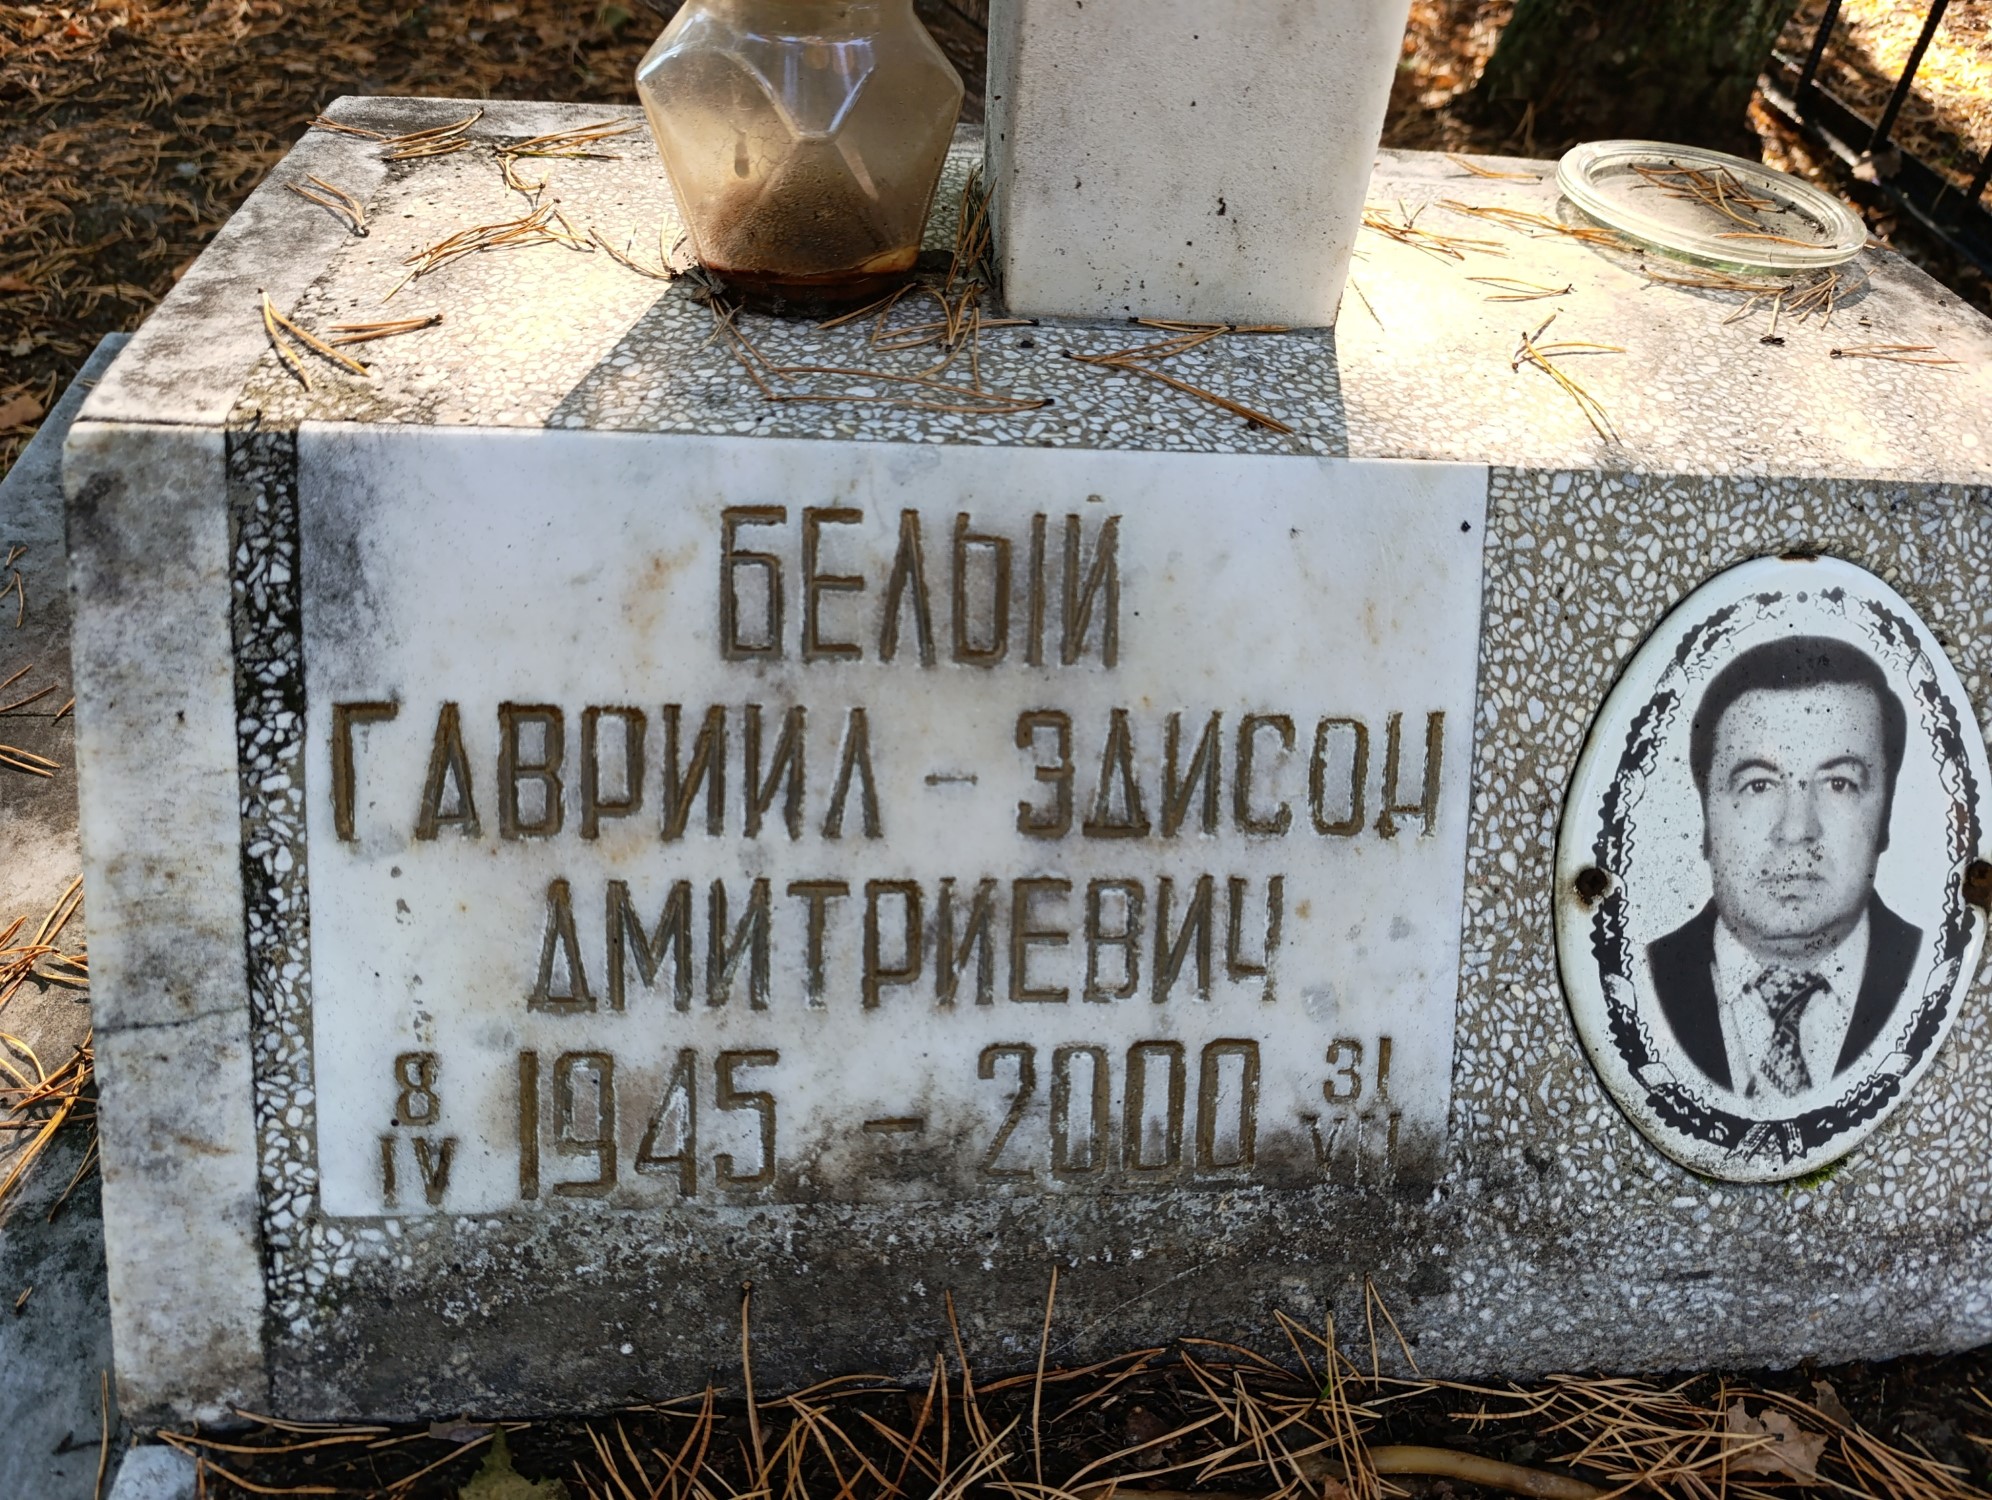 БЕЛЫЙ
ГАВРИИЛ - ЭДИСОН
ДМИТРИЕВИЧ
8 IV 1945 - 2000 31 VII